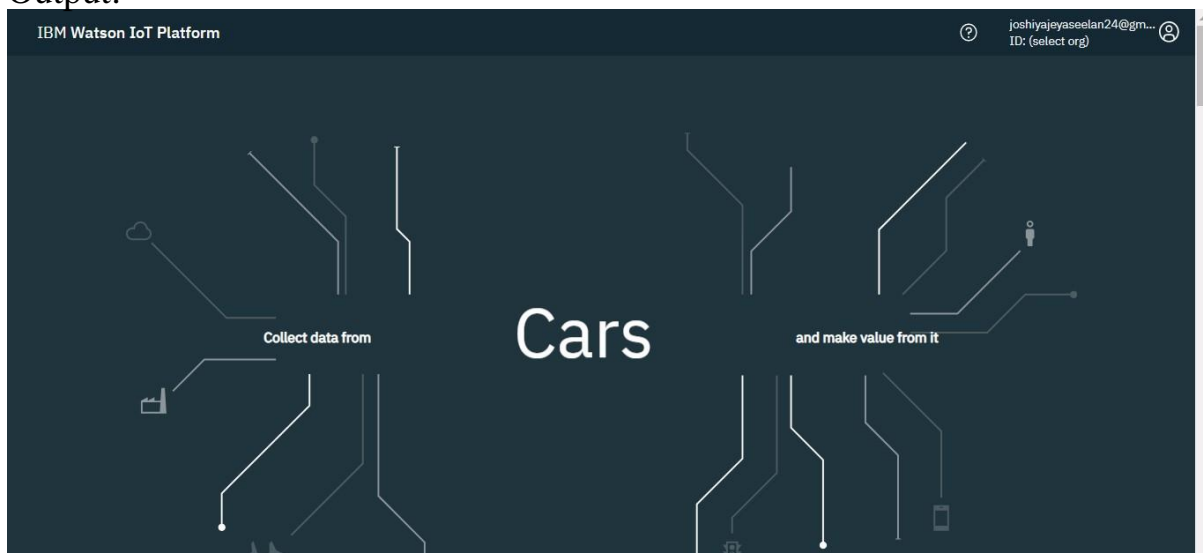 Output:
IBM Watson IoT Platform
joshiyajeyaseelan24@gm...
ID: (select org)
Collect data from
Cars
and make value from it